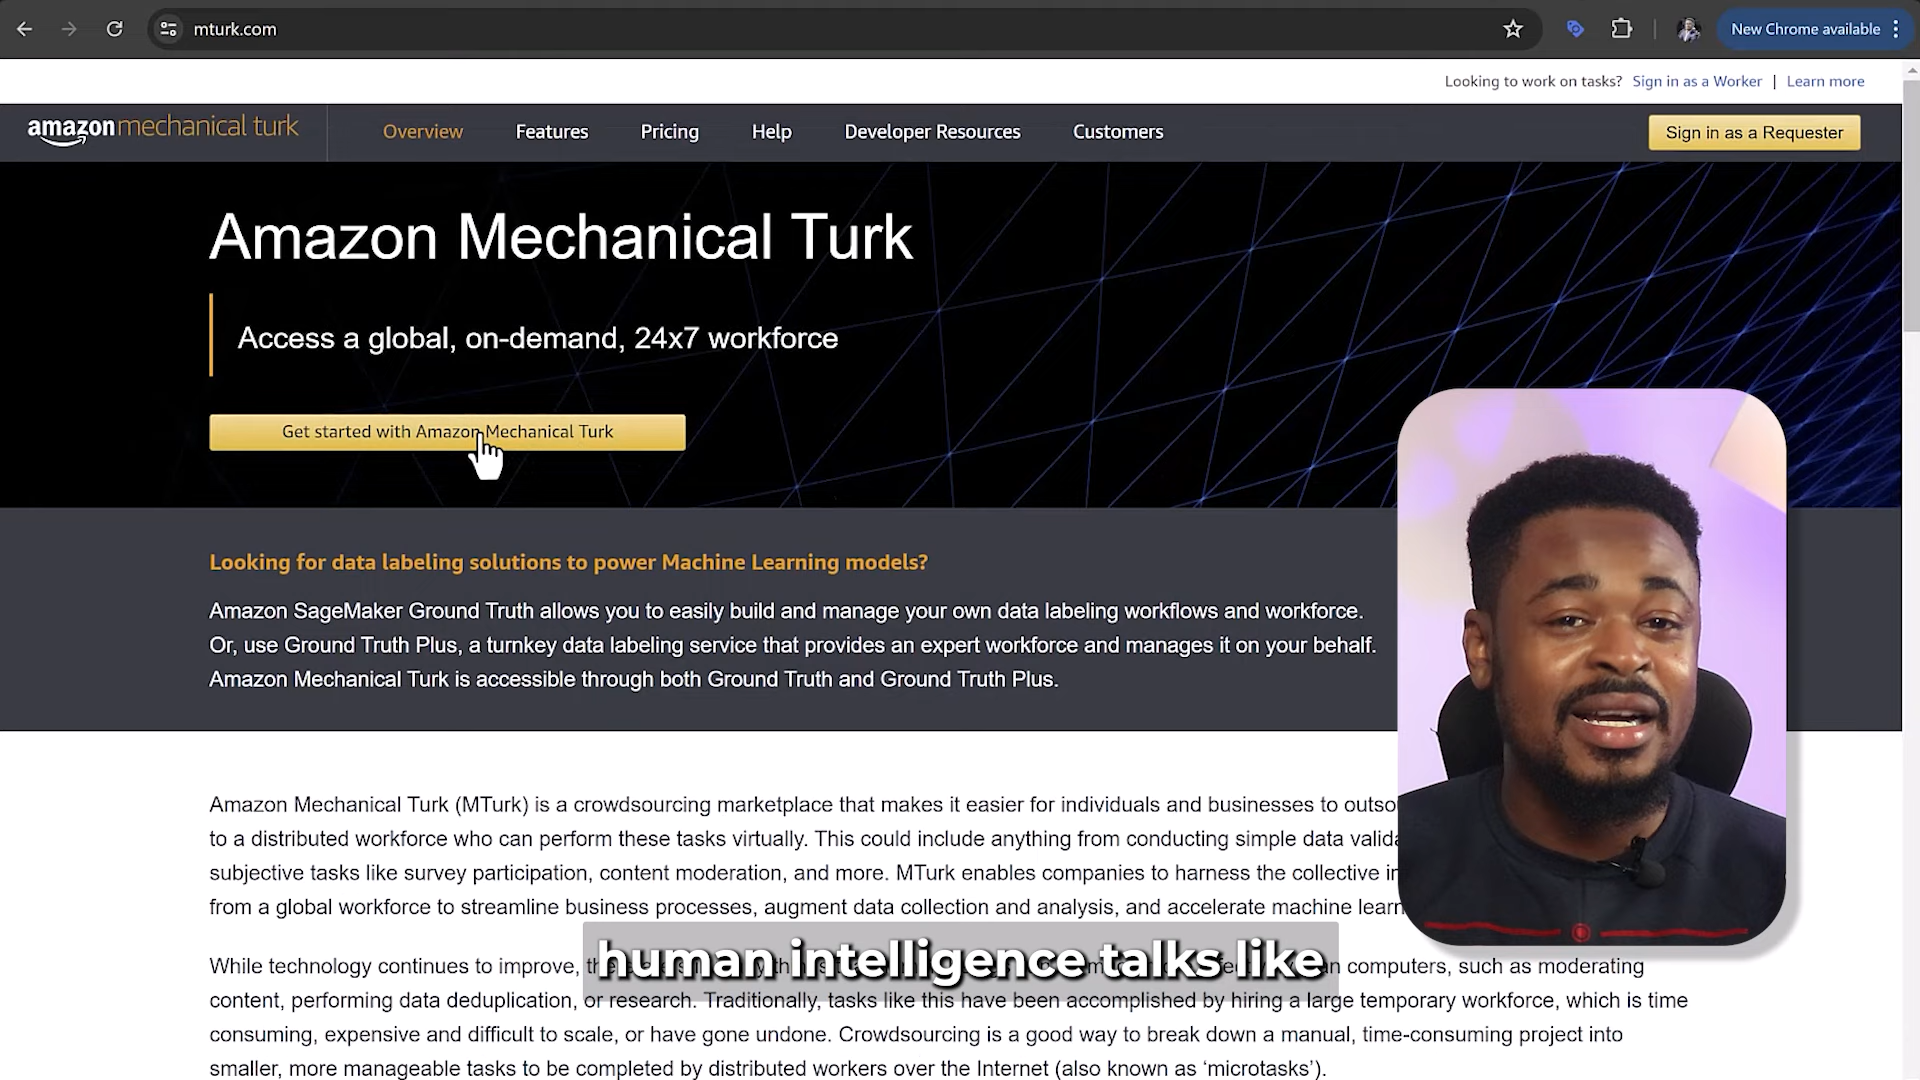 mturk.com
New Chrome available
Looking to work on tasks? Sign in as a Worker | Learn more
amazon mechanical turk
Overview
Features
Pricing
Help
Developer Resources
Customers
Sign in as a Requester
Amazon Mechanical Turk
Access a global, on-demand, 24x7 workforce
Get started with Amazon Mechanical Turk
Looking for data labeling solutions to power Machine Learning models?
Amazon SageMaker Ground Truth allows you to easily build and manage your own data labeling workflows and workforce.
Or, use Ground Truth Plus, a turnkey data labeling service that provides an expert workforce and manages it on your behalf.
Amazon Mechanical Turk is accessible through both Ground Truth and Ground Truth Plus.
Amazon Mechanical Turk (MTurk) is a crowdsourcing marketplace that makes it easier for individuals and businesses to
to a distributed workforce who can perform these tasks virtually. This could include anything from conducting simple data
subjective tasks like survey participation, content moderation, and more. MTurk enables companies to harness the collective
from a global workforce to streamline business processes, augment data collection and analysis, and accelerate machine
human intelligence talks like
While technology continues to improve, computers, such as moderating
content, performing data deduplication, or research. Traditionally, tasks like this have been accomplished by hiring a large temporary workforce, which is time
consuming, expensive and difficult to scale, or have gone undone. Crowdsourcing is a good way to break down a manual, time-consuming project into
smaller, more manageable tasks to be completed by distributed workers over the Internet (also known as ‘microtasks’).